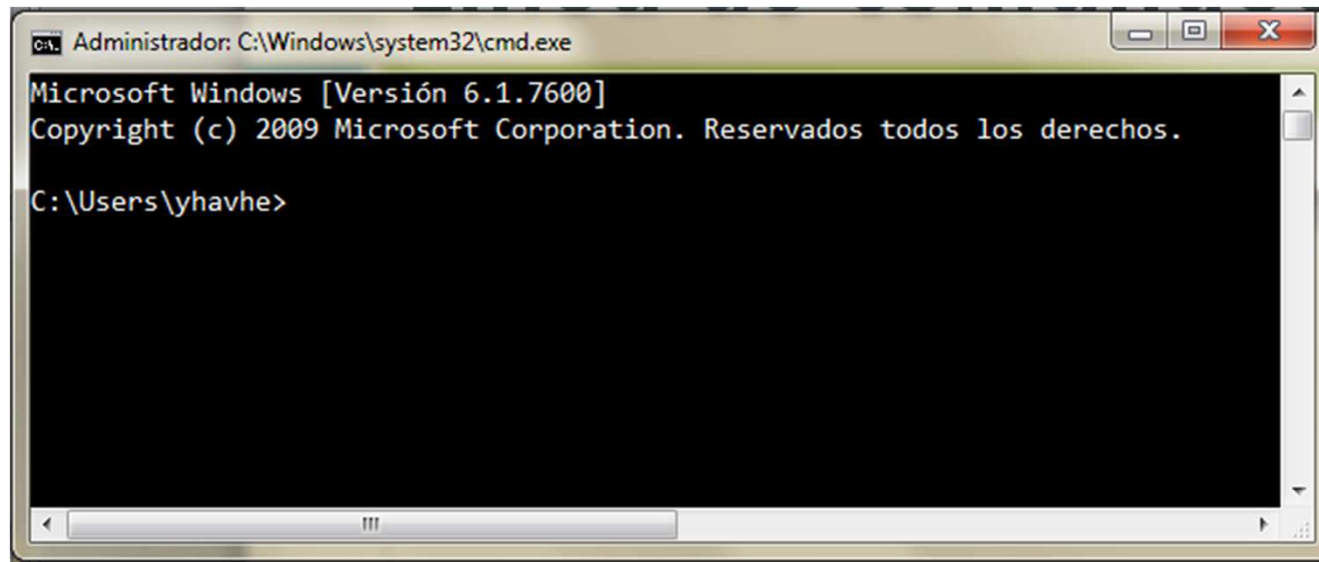 Administrador: C:\Windows\system32\cmd.exe
Microsoft Windows [Versión 6.1.7600]
Copyright (c) 2009 Microsoft Corporation. Reservados todos los derechos.
C:\Users\yhavhe>